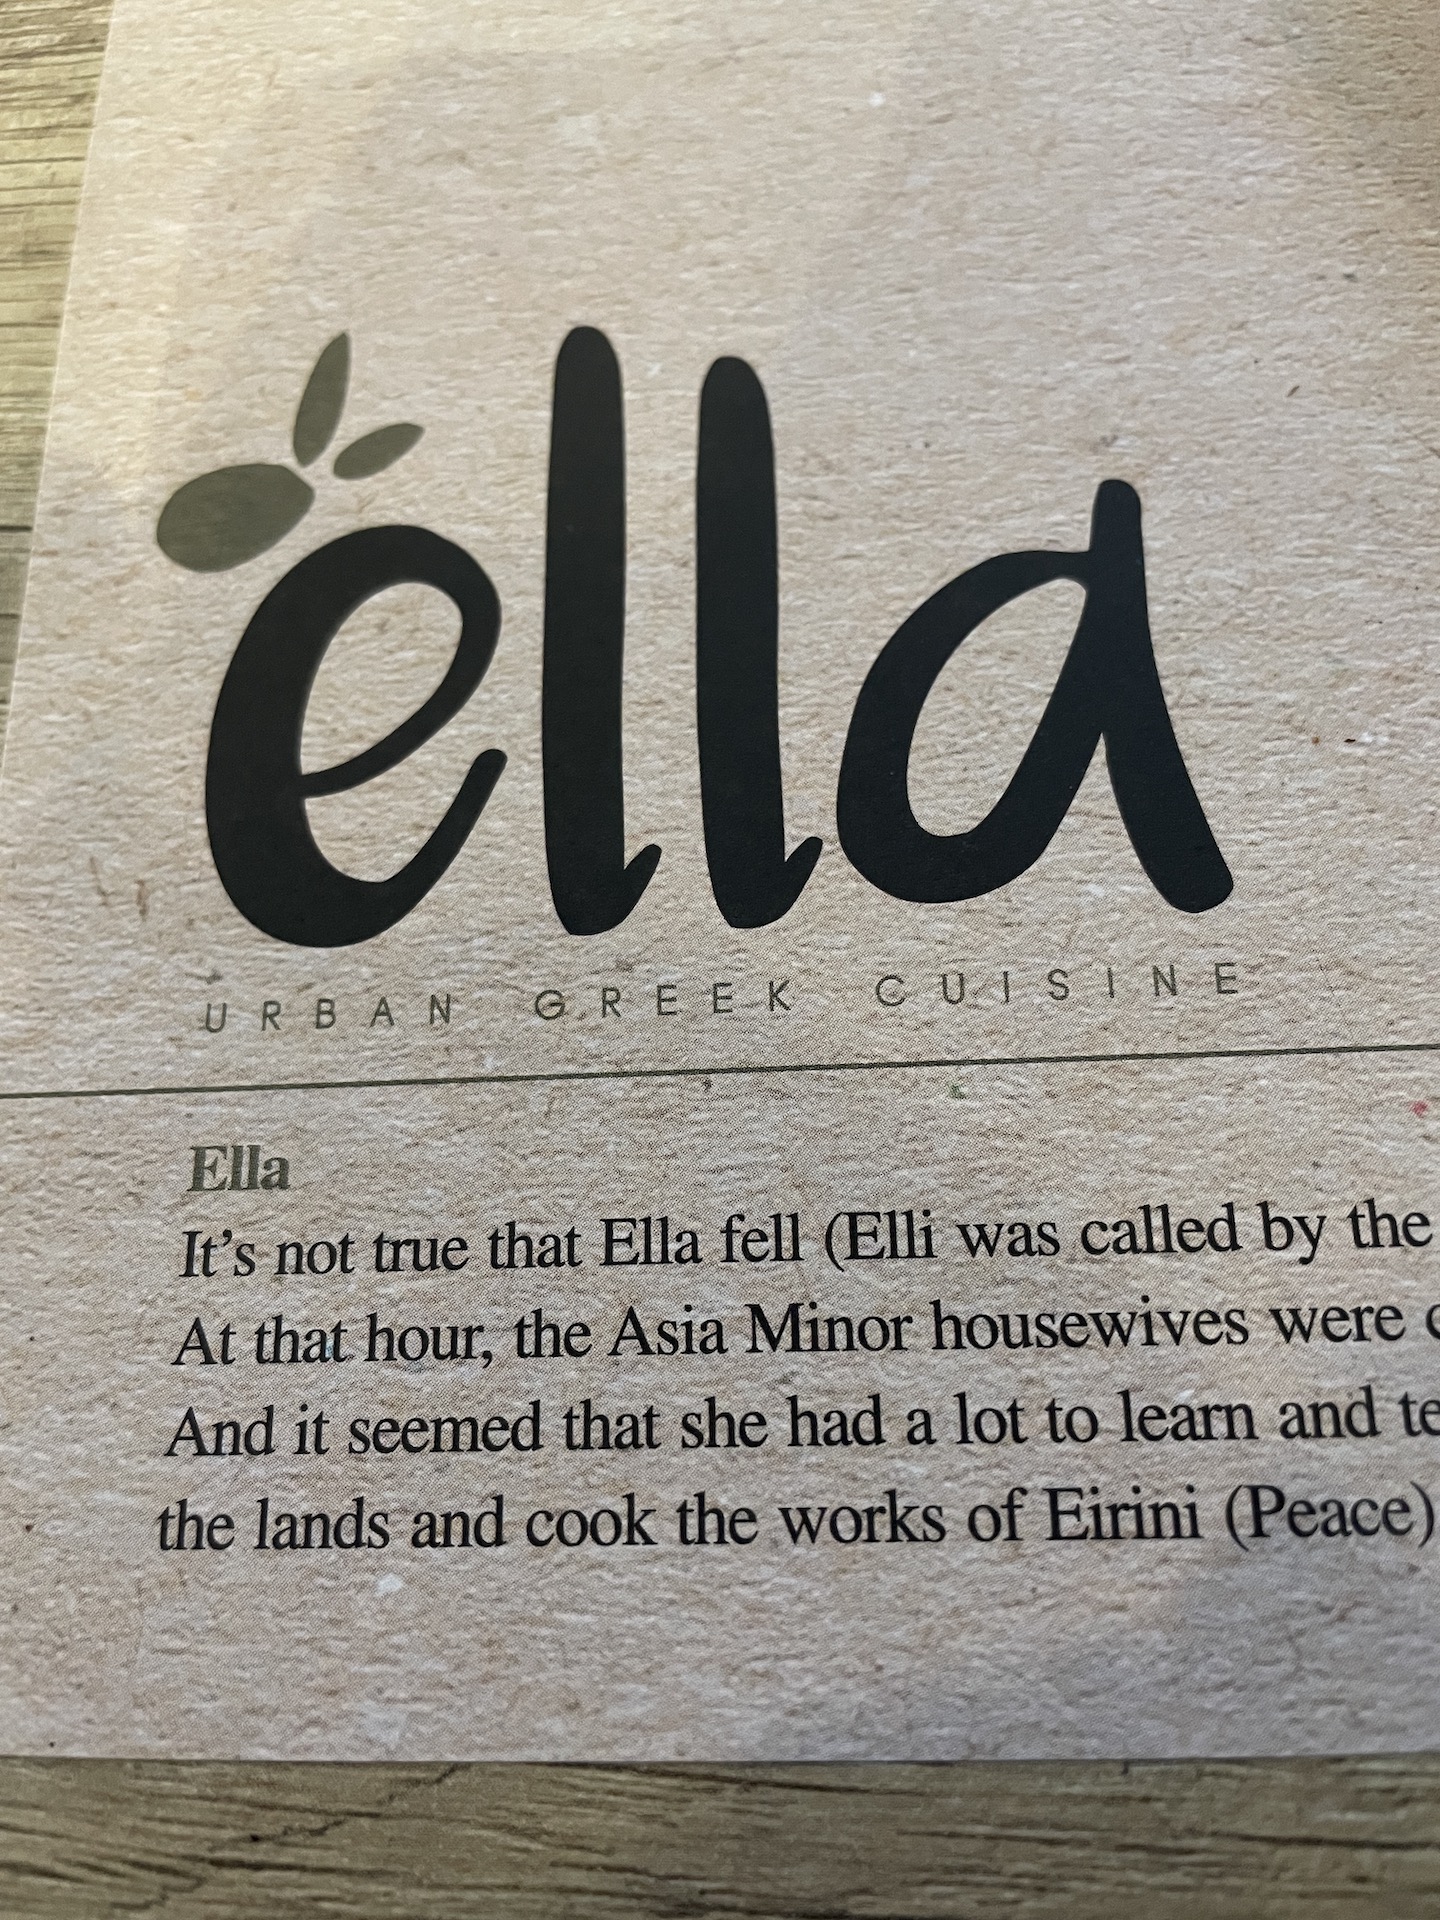 ella
URBAN GREEK CUISINE
Ella
It's not true that Ella fell (Elli was called by the
At that hour, the Asia Minor housewives were
And it seemed that she had a lot to learn and
the lands and cook the works of Eirini (Peace)